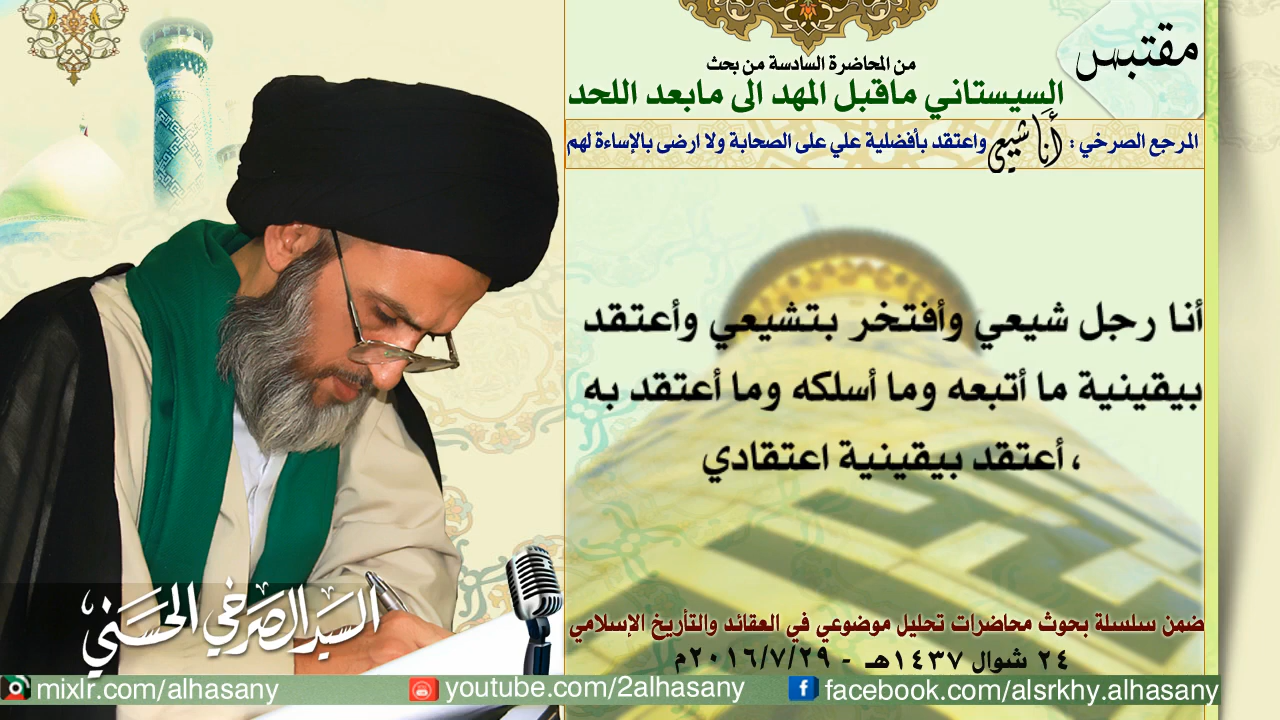 مقتبس
من المحاضرة السادسة من بحث
السيستاني ماقبل المهد الى مابعد اللحد
المرجع الصرخي : أنا شيعي واعتقد بأفضلية علي على الصحابة ولا ارضى بالإساءة لهم
أنا رجل شيعي وأفتخر بتشيعي وأعتقد
بيقينية ما أتبعه وما أسلكه وما أعتقد به
، أعتقد بيقينية اعتقادي
السيد الصرخي الحسني
ضمن سلسلة بحوث محاضرات تحليل موضوعي في العقائد والتأريخ الإسلامي
٢٤ شوال ١٤٣٧هـ - ٢٠١٦/٧/٢٩م
mixlr.com/alhasany
youtube.com/2alhasany
facebook.com/alsrkhy.alhasany